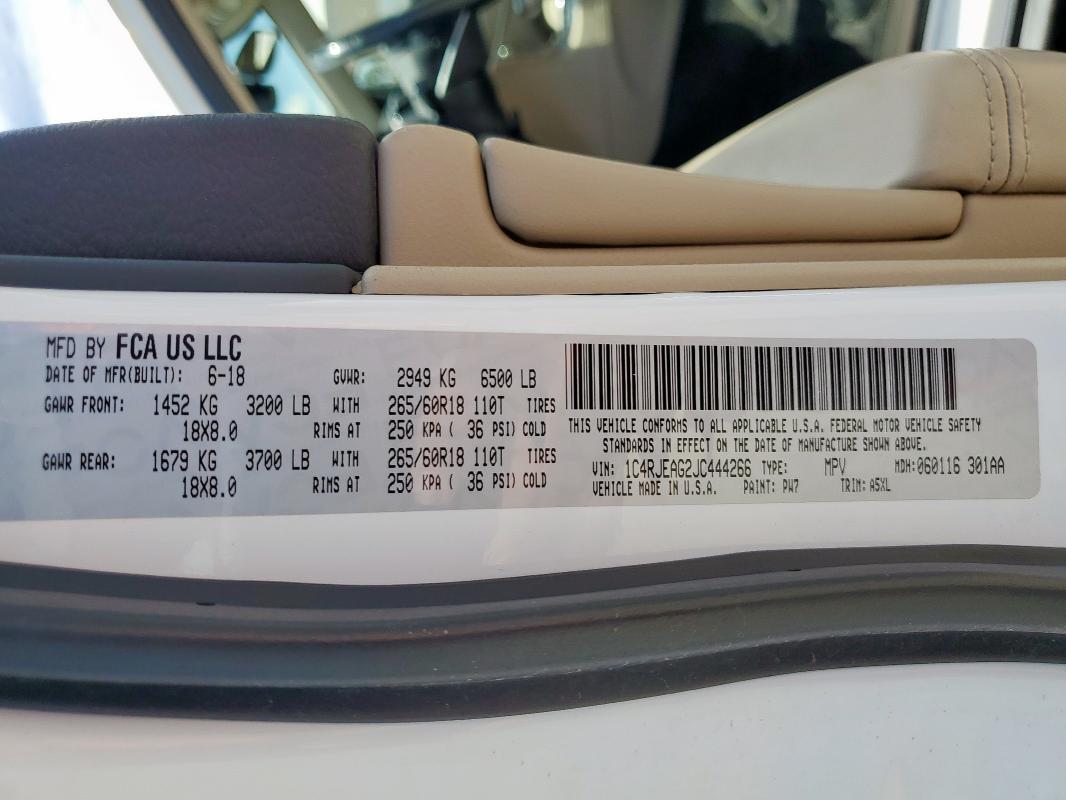 MFD BY FCA US LLC
DATE OF MFR(BUILT): 6-18 GVWR: 2949 KG 6500 LB
GAWR FRONT: 1452 KG 3200 LB WITH 265/60R18 110T TIRES
18X8.0 RIMS AT 250 KPA ( 36 PSI) COLD
GAWR REAR: 1679 KG 3700 LB WITH 265/60R18 110T TIRES
18X8.0 RIMS AT 250 KPA ( 36 PSI) COLD
THIS VEHICLE CONFORMS TO ALL APPLICABLE U.S.A. FEDERAL MOTOR VEHICLE SAFETY
STANDARDS IN EFFECT ON THE DATE OF MANUFACTURE SHOWN ABOVE.
VIN: 1C4RJEAG2JC444266 TYPE: MPV MDH: 060116 301AA
VEHICLE MADE IN U.S.A. PAINT: PW7 TRIM: A5XL